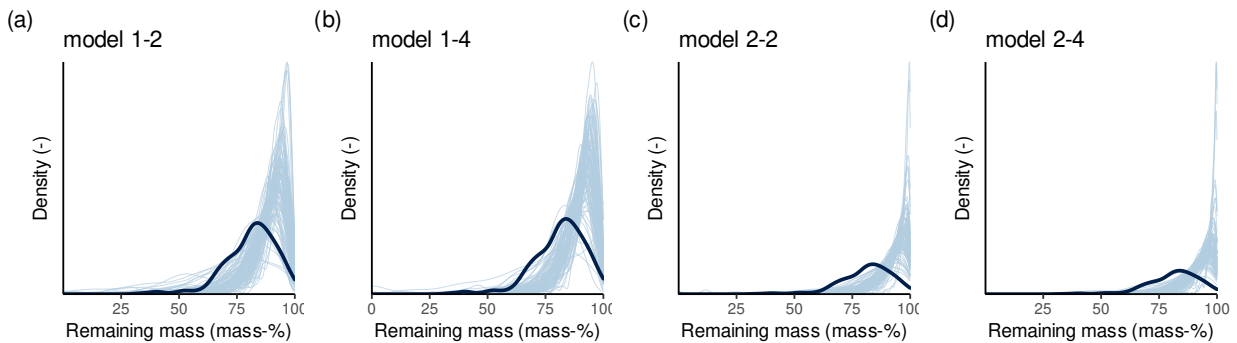 (a)
model 1-2
Density (-)
25
50
75
100
Remaining mass (mass-%)
(b)
model 1-4
Density (-)
0
25
50
75
100
Remaining mass (mass-%)
(c)
model 2-2
Density (-)
25
50
75
10
Remaining mass (mass-%)
(d)
model 2-4
Density (-)
25
50
75
100
Remaining mass (mass-%)